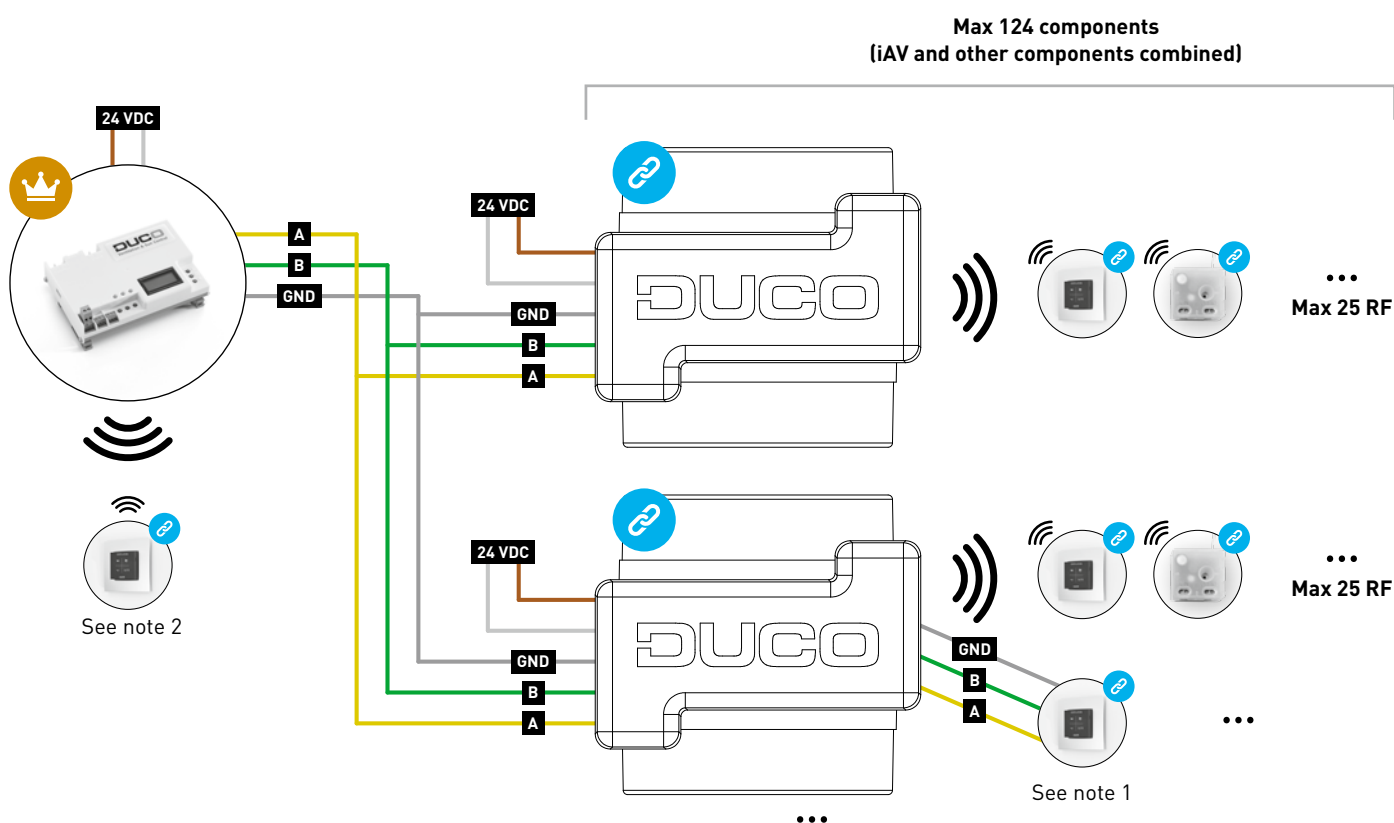 Max 124 components
(iAV and other components combined)
24 VDC
A
B
GND
DUCO
24 VDC
GND
B
A
DUCO
•••
Max 25 RF
See note 2
24 VDC
GND
B
A
DUCO
•••
Max 25 RF
GND
B
A
•••
See note 1
•••